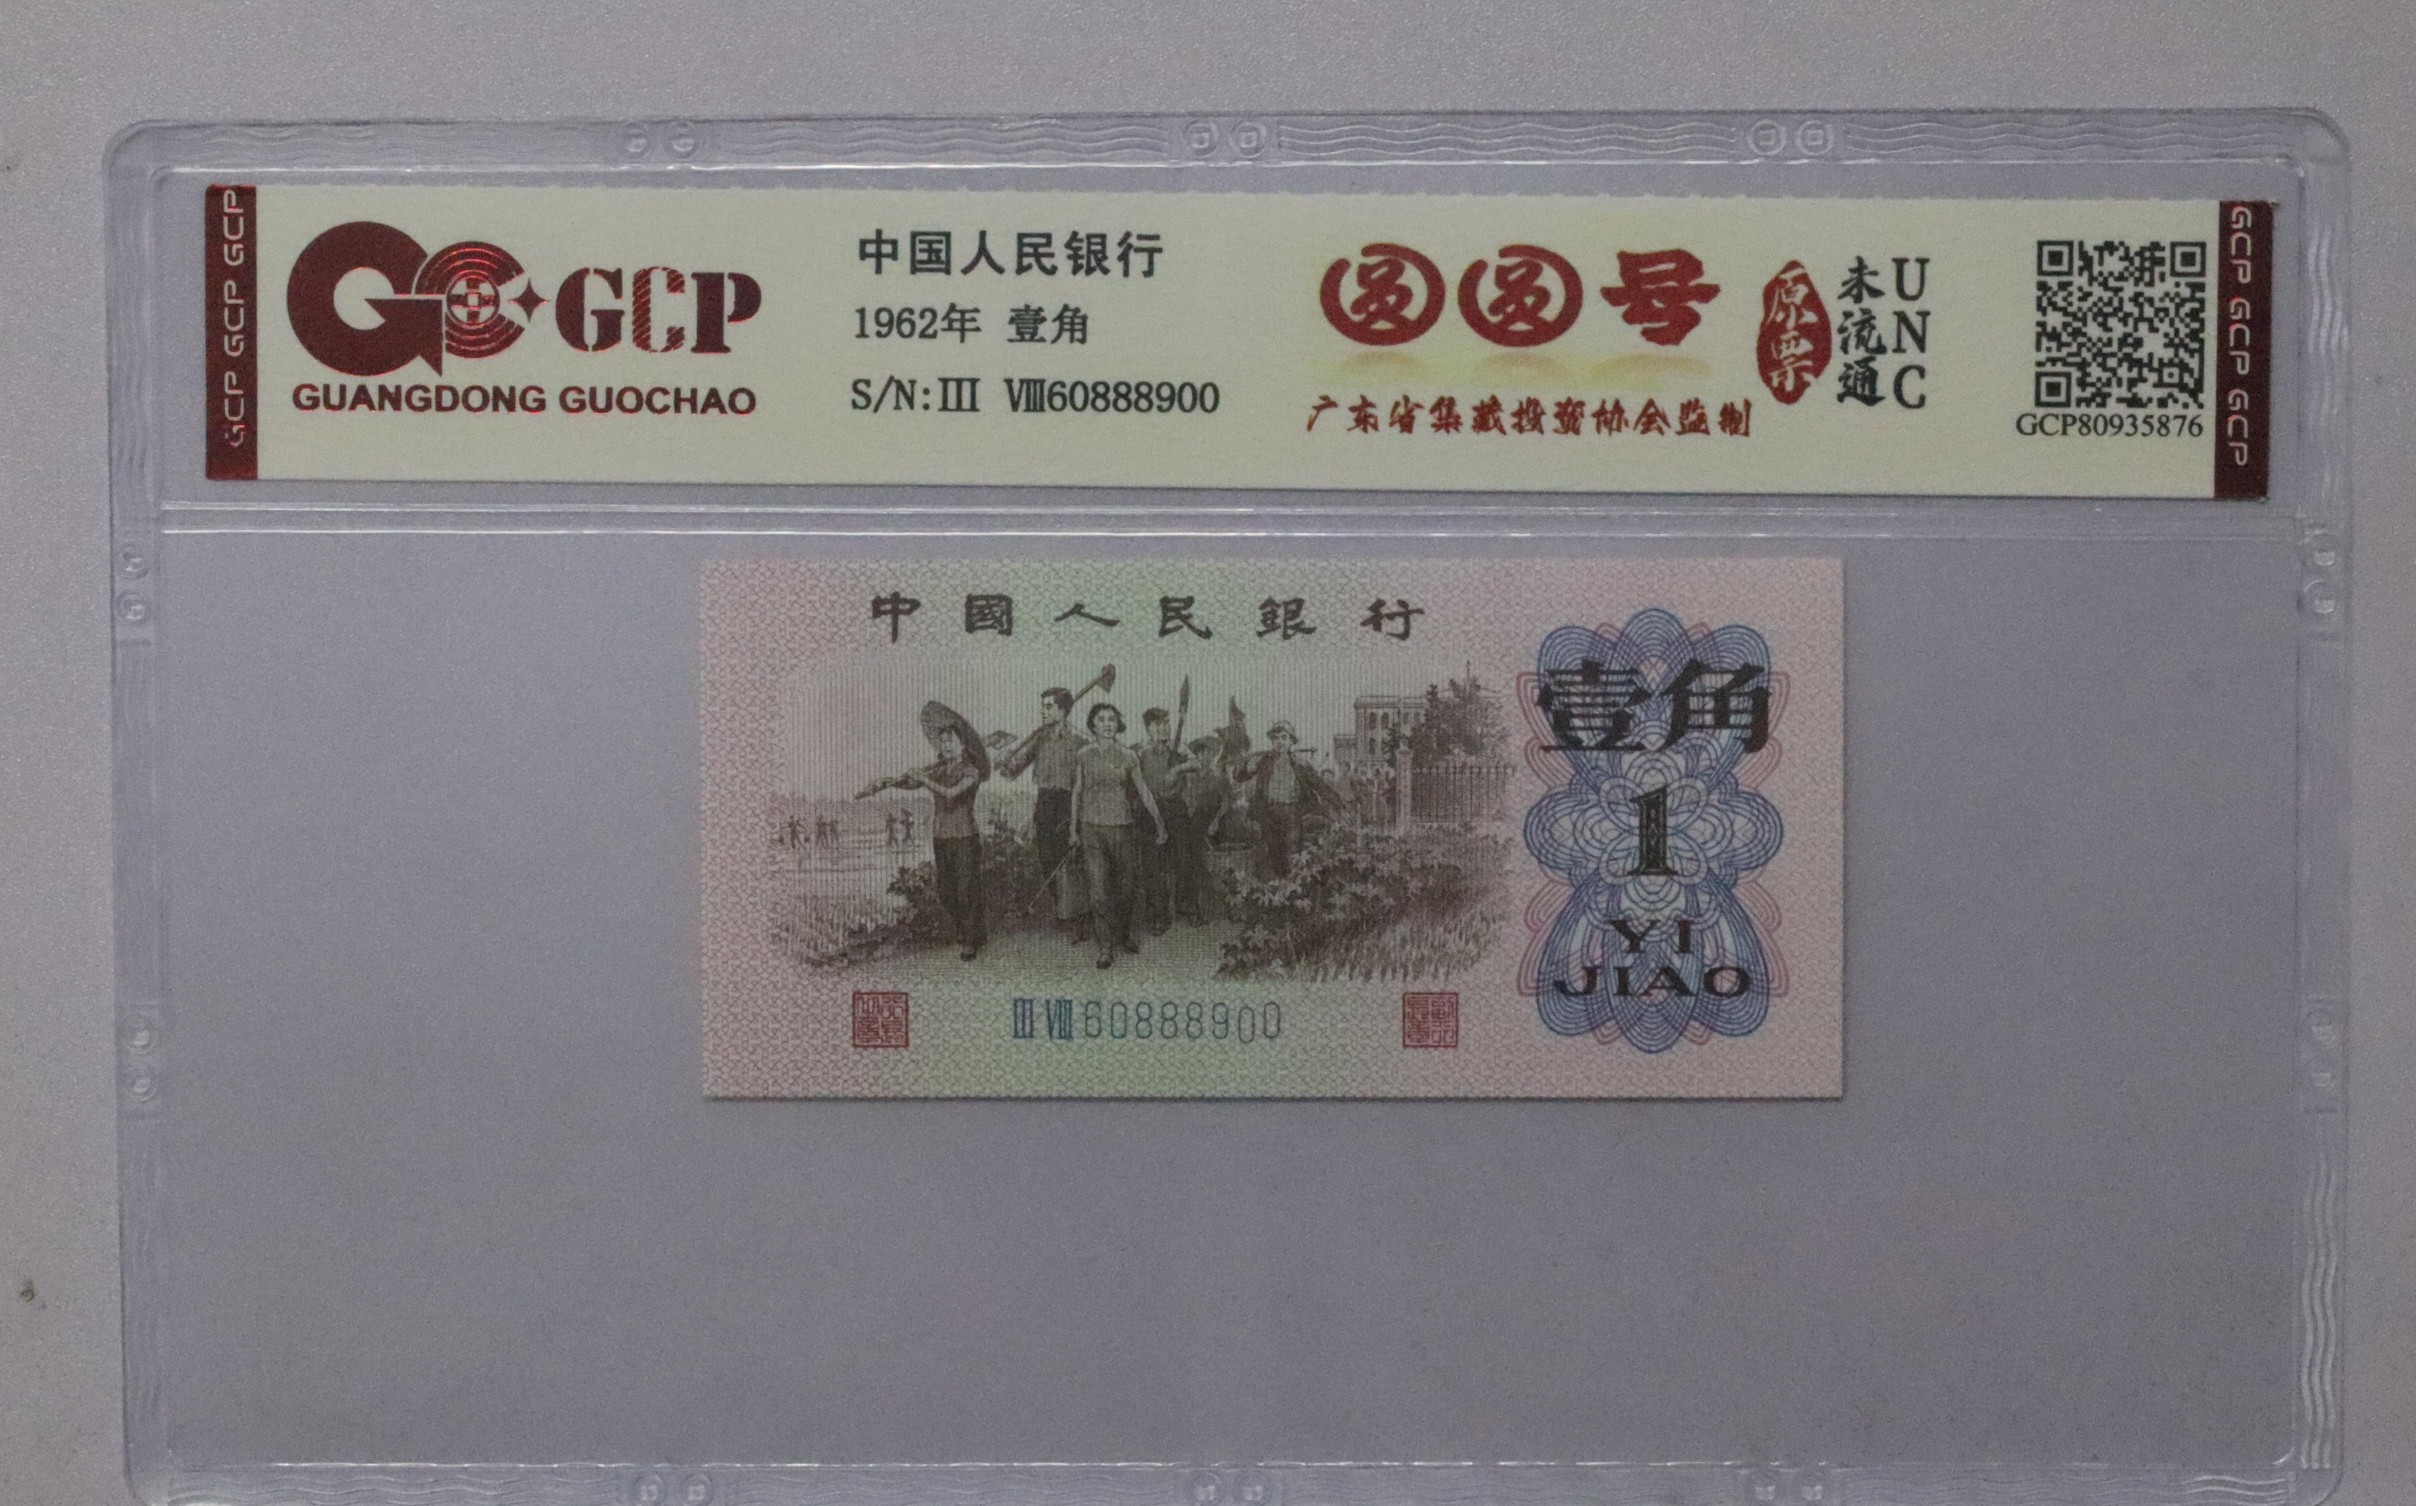 GCP GCP GCP
GCP
GUANGDONG GUOCHAO
中国人民银行
1962年 壹角
S/N:III VIII60888900
圆圆号
广东省集藏投资协会监制
原票
未流通
UNC
GCP80935876
GCP GCP GCP
中國人民銀行
壹角
1
YI
JIAO
III VIII 60888900